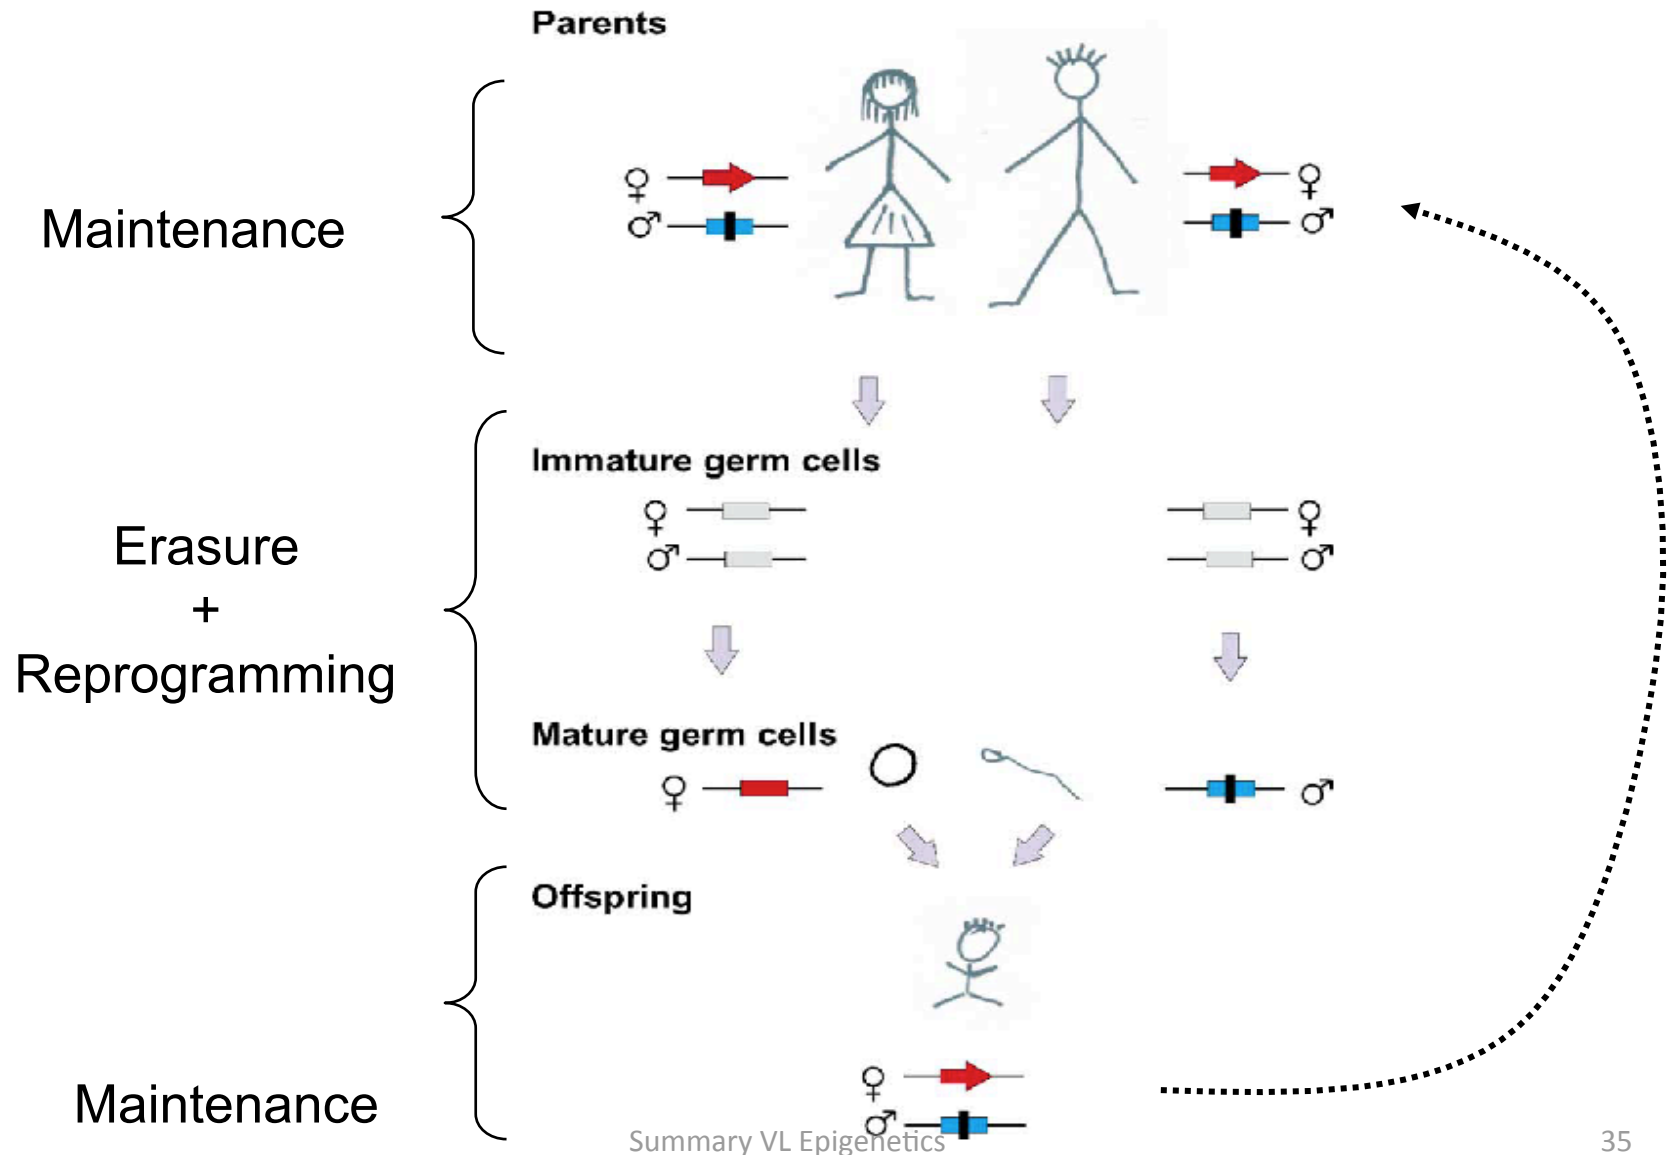 Parents
♀
♀
♂
♂
Maintenance
Immature germ cells
♀
♀
♂
♂
Erasure
+
Reprogramming
Mature germ cells
♀
♂
Offspring
♀
♂
Maintenance
Summary VL Epigenetics
35